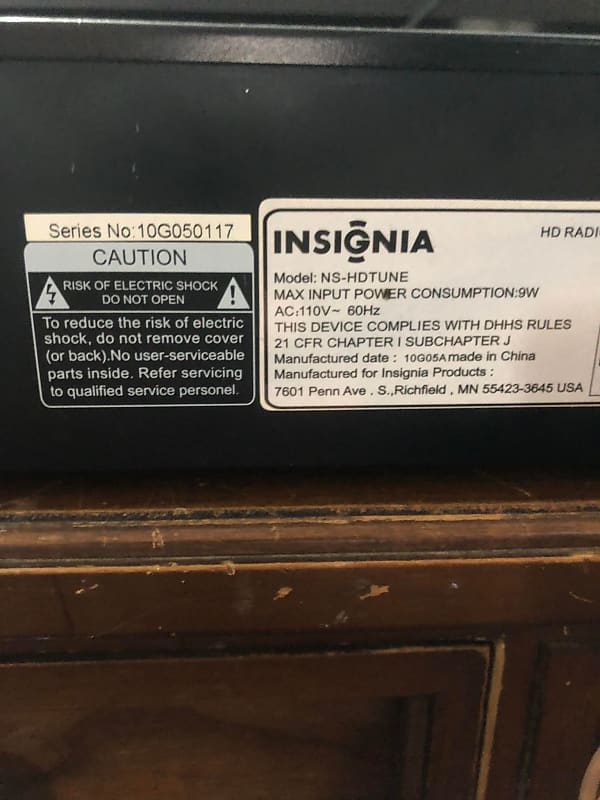 Series No:10G050117
CAUTION
RISK OF ELECTRIC SHOCK
DO NOT OPEN
To reduce the risk of electric
shock, do not remove cover
(or back).No user-serviceable
parts inside. Refer servicing
to qualified service personel.
INSIGNIA
HD RADI
Model: NS-HDTUNE
MAX INPUT POWER CONSUMPTION:9W
AC:110V~ 60Hz
THIS DEVICE COMPLIES WITH DHHS RULES
21 CFR CHAPTER I SUBCHAPTER J
Manufactured date : 10G05A made in China
Manufactured for Insignia Products :
7601 Penn Ave . S.,Richfield , MN 55423-3645 USA